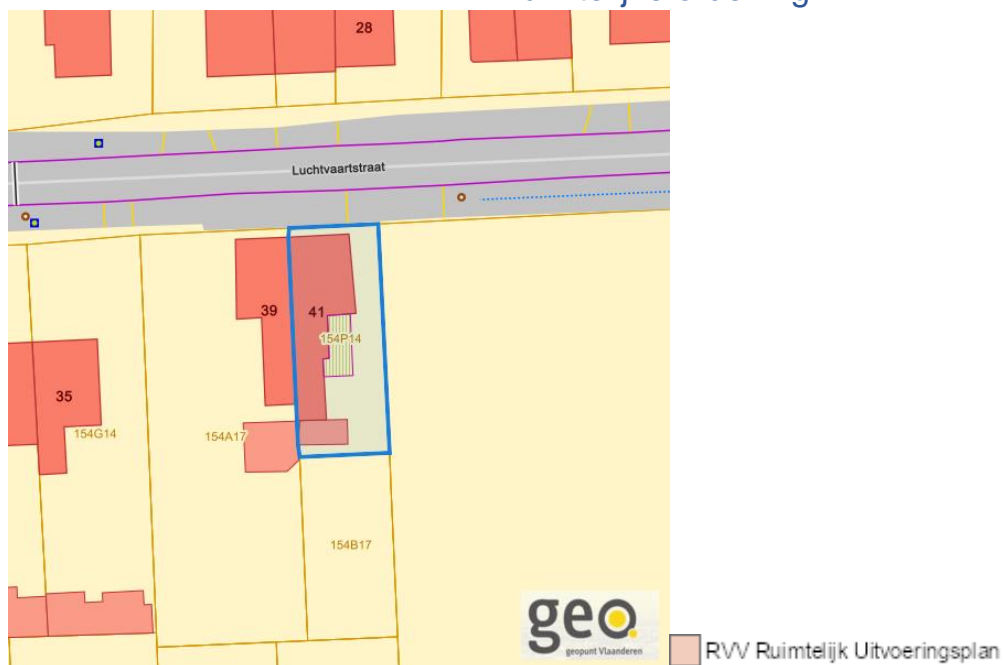 28
Luchtvaartstraat
39
41
154P14
35
154G14
154A17
154B17
geo
geopunt Vlaanderen
RVV Ruimtelijk Uitvoeringsplan